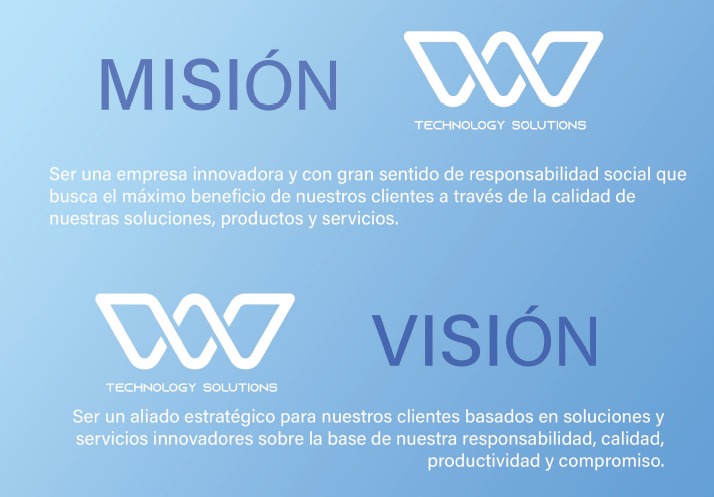 MISIÓN
TECHNOLOGY SOLUTIONS
Ser una empresa innovadora y con gran sentido de responsabilidad social que
busca el máximo beneficio de nuestros clientes a través de la calidad de
nuestras soluciones, productos y servicios.
TECHNOLOGY SOLUTIONS
VISIÓN
Ser un aliado estratégico para nuestros clientes basados en soluciones y
servicios innovadores sobre la base de nuestra responsabilidad, calidad,
productividad y compromiso.